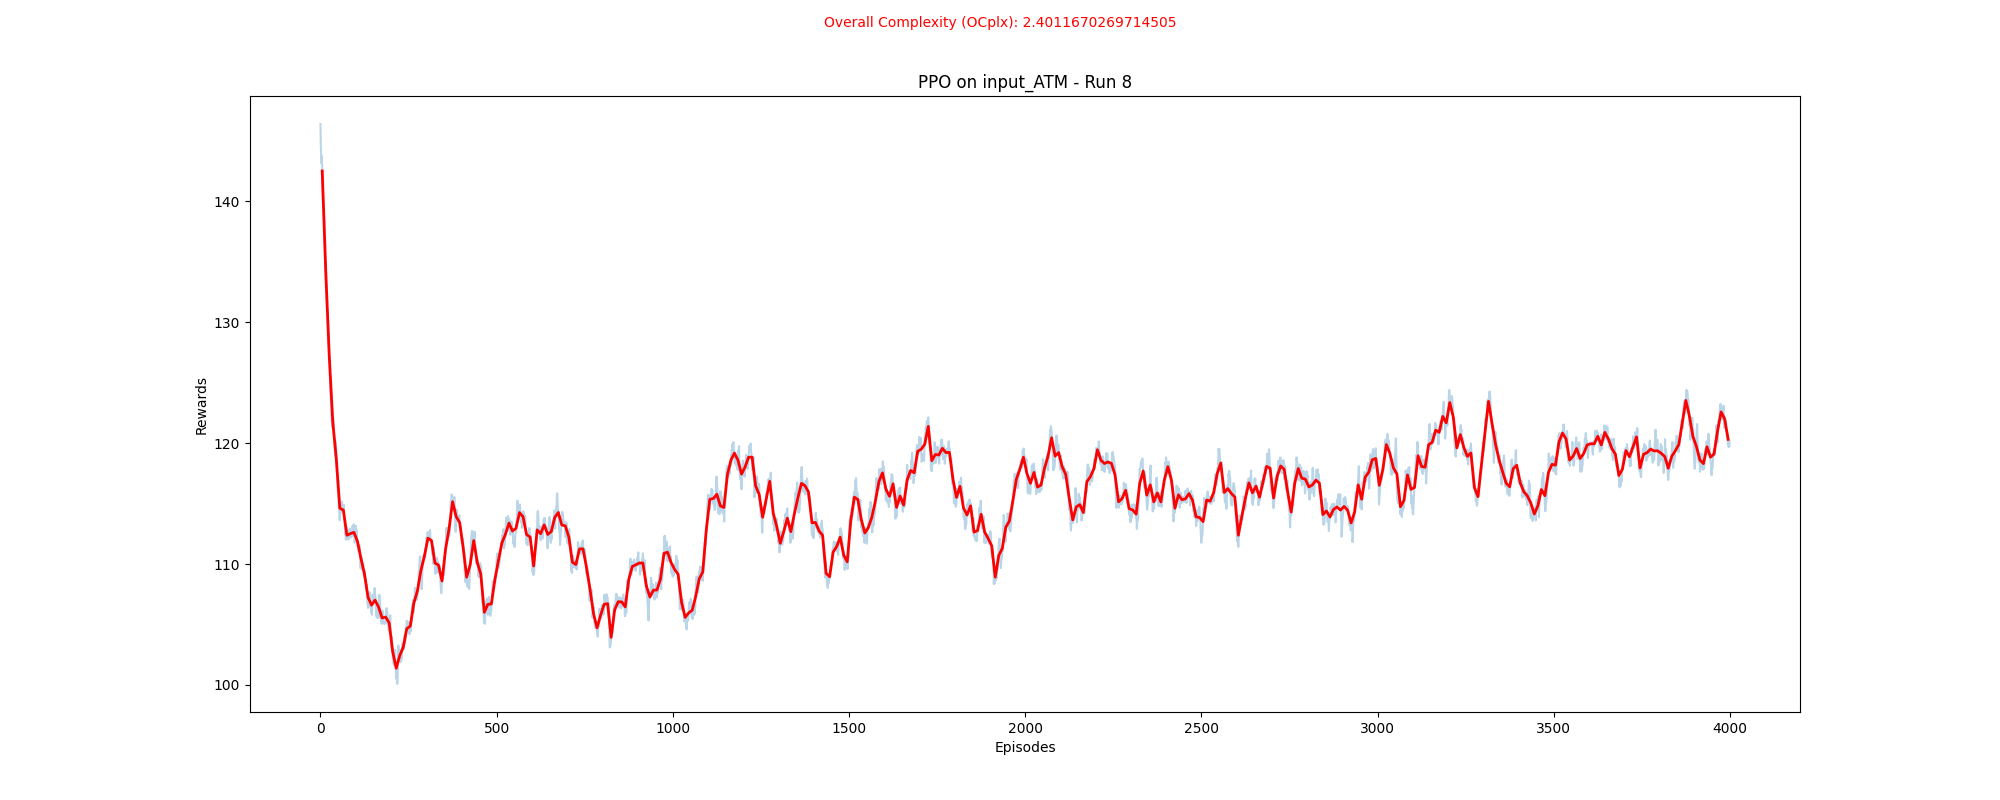 Overall Complexity (OCplx): 2.4011670269714505
PPO on input_ATM - Run 8
Rewards
140
130
120
110
100
0 500 1000 1500 2000 2500 3000 3500 4000
Episodes